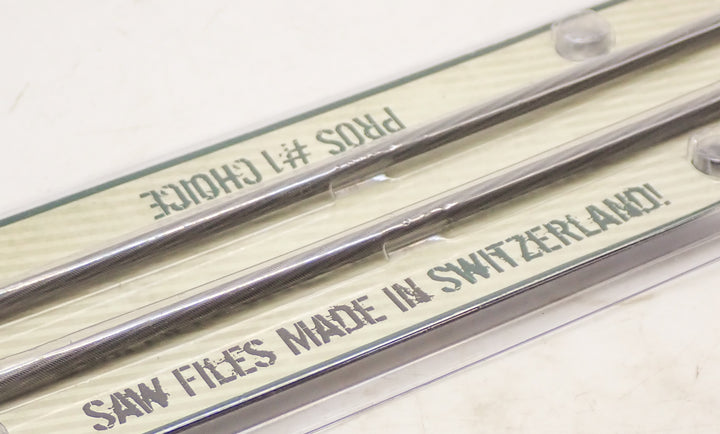 PROS #1 CHOICE
SAW FILES MADE IN SWITZERLAND!